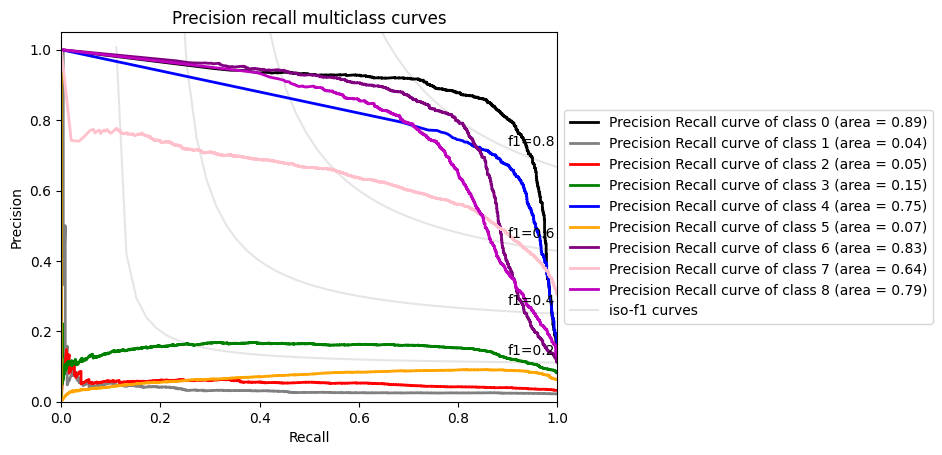 Precision recall multiclass curves
Precision
1.0
0.8
0.6
0.4
0.2
0.0
f1=0.8
f1=0.6
f1=0.4
f1=0.2
0.0
0.2
0.4
0.6
0.8
1.0
Recall
Precision Recall curve of class 0 (area = 0.89)
Precision Recall curve of class 1 (area = 0.04)
Precision Recall curve of class 2 (area = 0.05)
Precision Recall curve of class 3 (area = 0.15)
Precision Recall curve of class 4 (area = 0.75)
Precision Recall curve of class 5 (area = 0.07)
Precision Recall curve of class 6 (area = 0.83)
Precision Recall curve of class 7 (area = 0.64)
Precision Recall curve of class 8 (area = 0.79)
iso-f1 curves